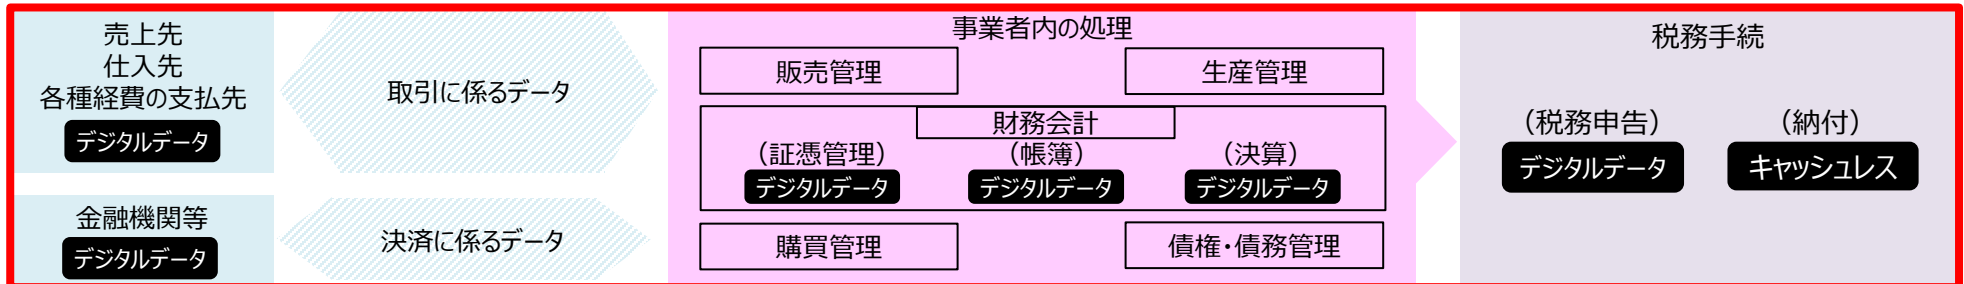 売上先
仕入先
各種経費の支払先
デジタルデータ
取引に係るデータ
金融機関等
デジタルデータ
決済に係るデータ
事業者内の処理
販売管理
生産管理
財務会計
（証憑管理）
（帳簿）
（決算）
デジタルデータ
デジタルデータ
デジタルデータ
購買管理
債権・債務管理
税務手続
（税務申告）
（納付）
デジタルデータ
キャッシュレス